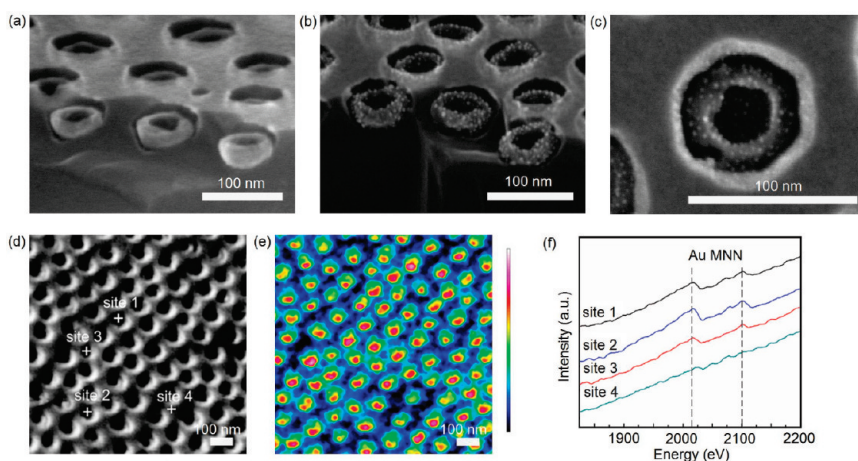 (a)
100 nm
(b)
100 nm
(c)
100 nm
(d)
site 1
site 3
site 2
site 4
100 nm
(e)
100 nm
(f)
Au MNN
site 1
site 2
site 3
site 4
Intensity (a.u.)
1900 2000 2100 2200
Energy (eV)